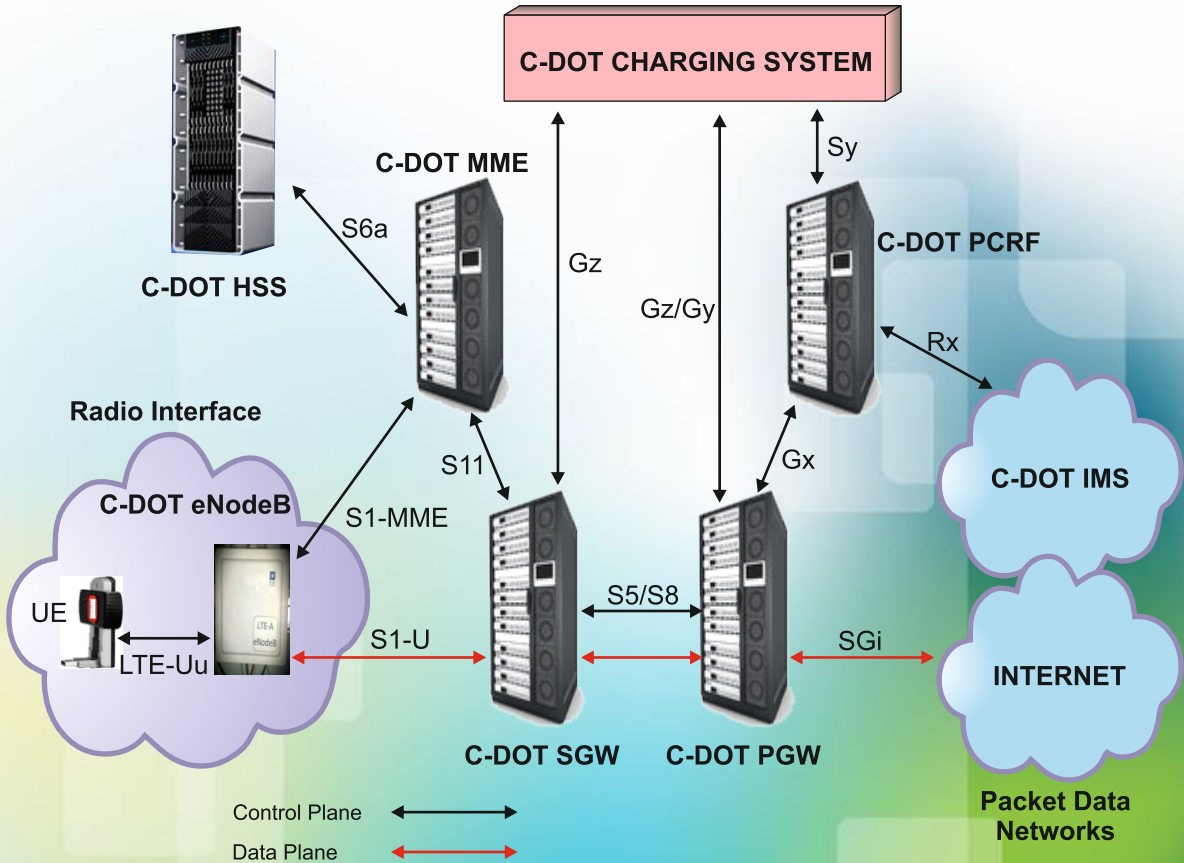 C-DOT CHARGING SYSTEM
C-DOT MME
Sy
S6a
C-DOT PCRF
Gz
C-DOT HSS
Gz/Gy
Rx
Radio Interface
S11
Gx
C-DOT IMS
C-DOT eNodeB
S1-MME
UE
LTE-A
eNodeB
S5/S8
LTE-Uu
S1-U
SGi
INTERNET
C-DOT SGW
C-DOT PGW
Packet Data
Networks
Control Plane
Data Plane